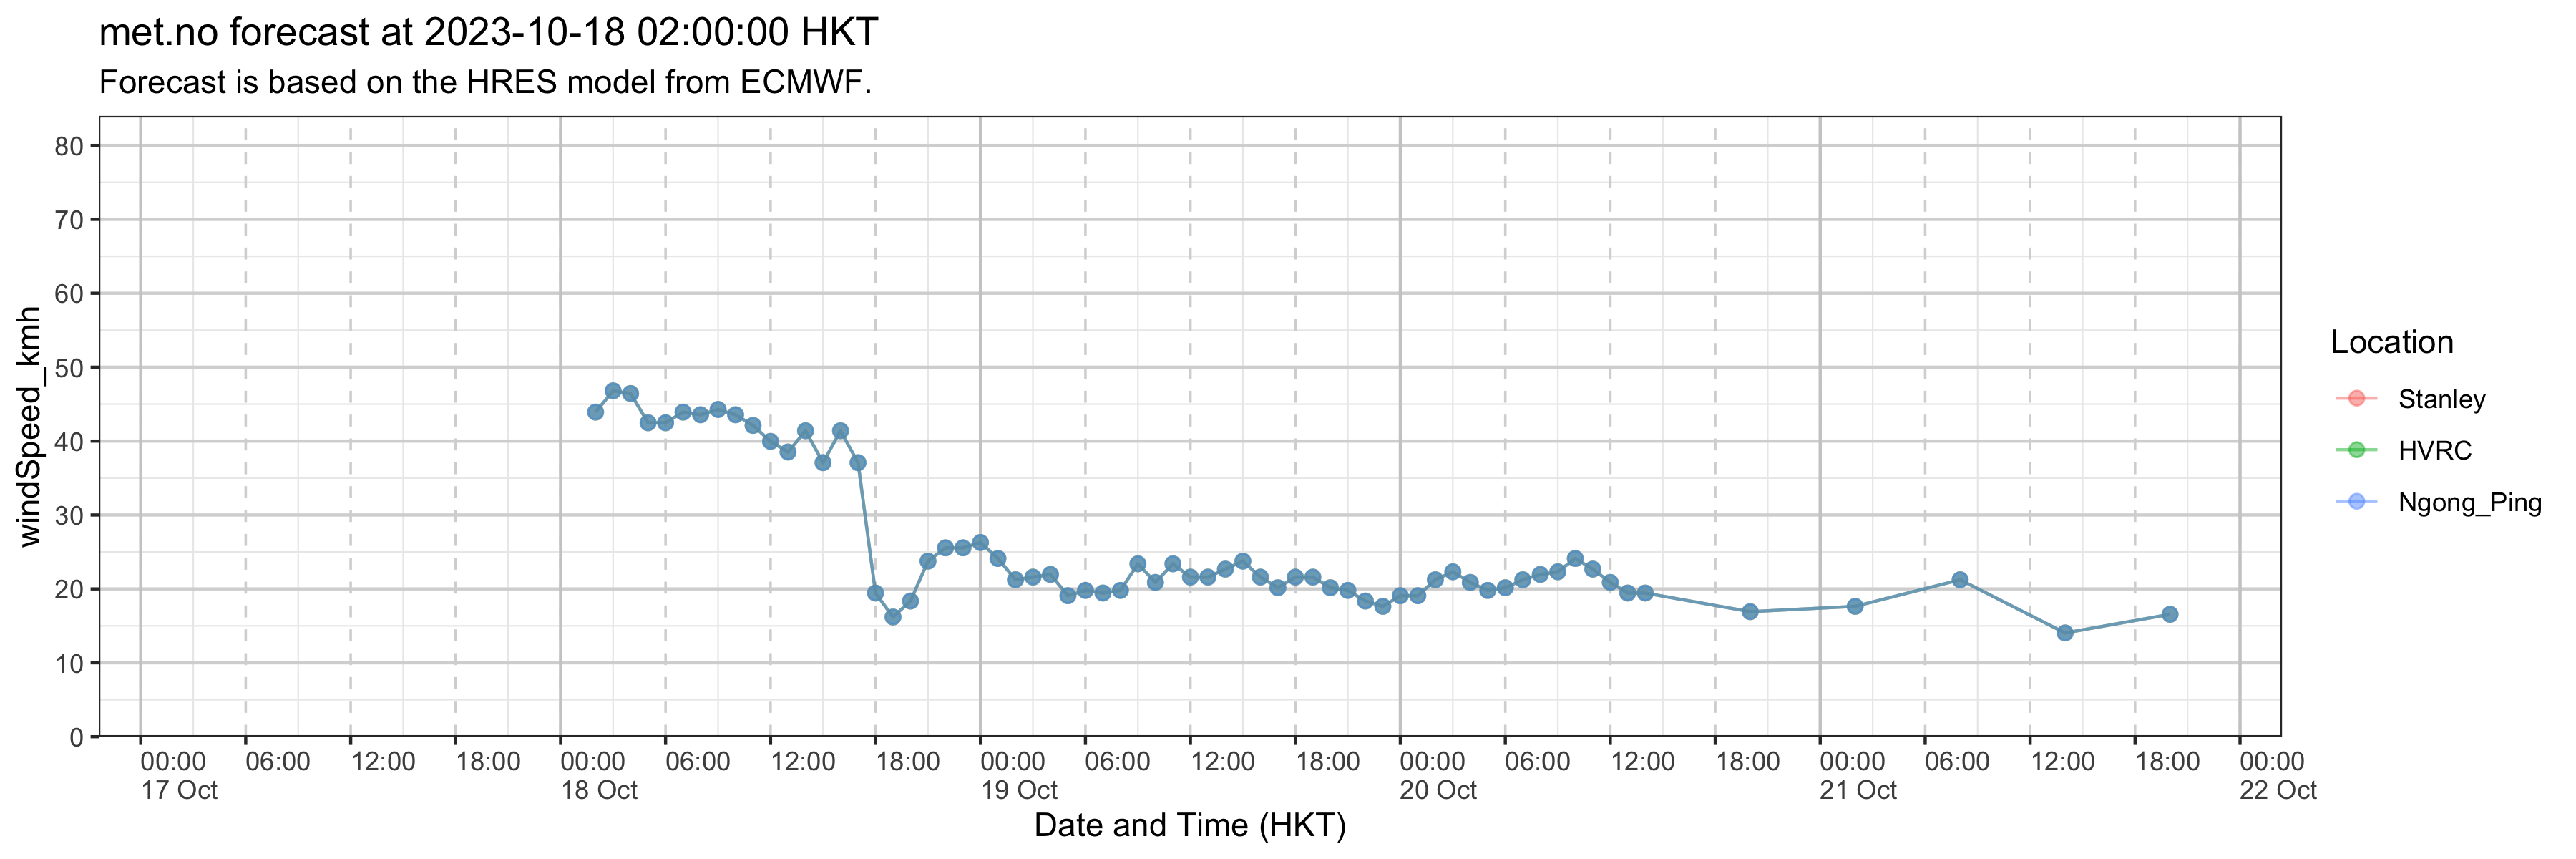 met.no forecast at 2023-10-18 02:00:00 HKT
Forecast is based on the HRES model from ECMWF.
80
70
60
50
40
30
20
10
0
windSpeed_kmh
00:00 06:00 12:00 18:00 00:00 06:00 12:00 18:00 00:00 06:00 12:00 18:00 00:00 06:00 12:00 18:00 00:00 06:00 12:00 18:00 00:00
17 Oct 18 Oct 19 Oct 20 Oct 21 Oct 22 Oct
Date and Time (HKT)
Location
Stanley
HVRC
Ngong_Ping